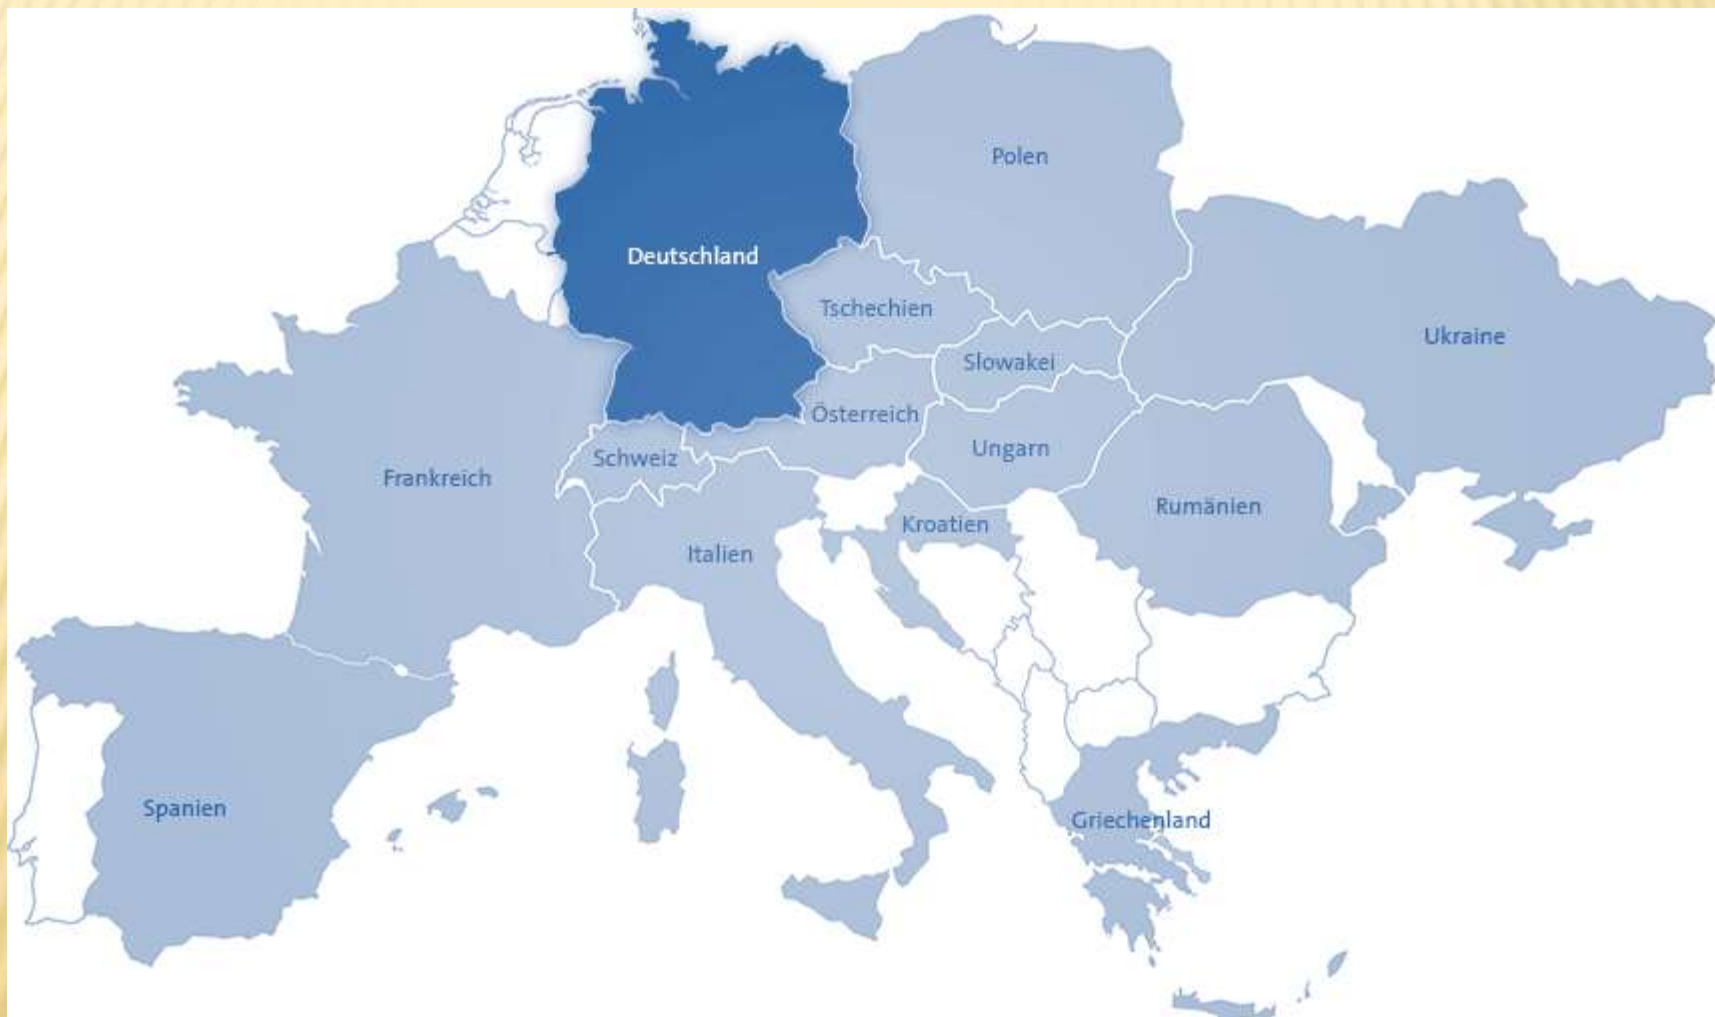 Polen
Deutschland
Tschechien
Ukraine
Slowakei
Österreich
Ungarn
Schweiz
Frankreich
Rumänien
Kroatien
Italien
Spanien
Griechenland